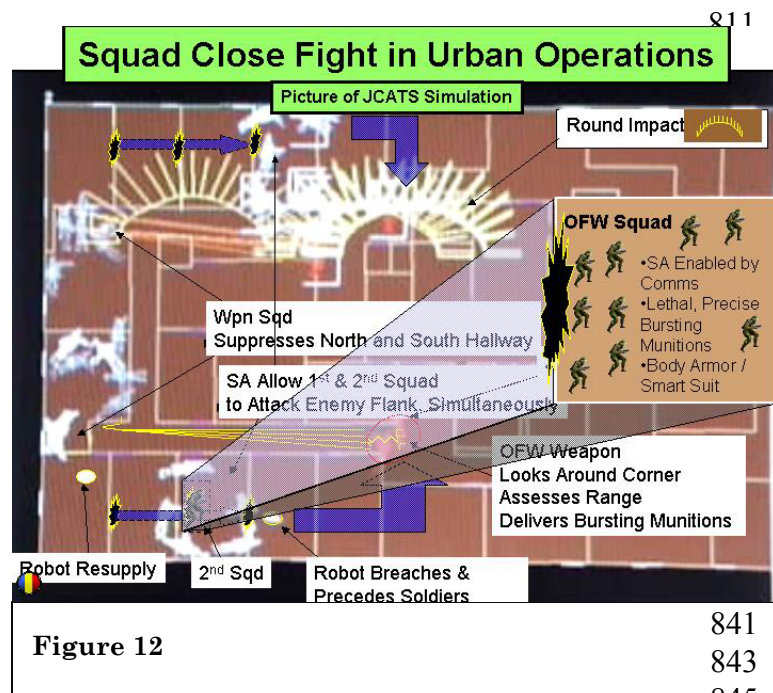 811
Squad Close Fight in Urban Operations
Picture of JCATS Simulation
Round Impact
OFW Squad
•SA Enabled by
Comms
•Lethal, Precise
Bursting
Munitions
•Body Armor /
Smart Suit
Wpn Sqd
Suppresses North and South Hallway
SA Allow 1st & 2nd Squad
to Attack Enemy Flank, Simultaneously
OFW Weapon
Looks Around Corner
Assesses Range
Delivers Bursting Munitions
Robot Resupply
2nd Sqd
Robot Breaches &
Precedes Soldiers
Figure 12
841
843
845